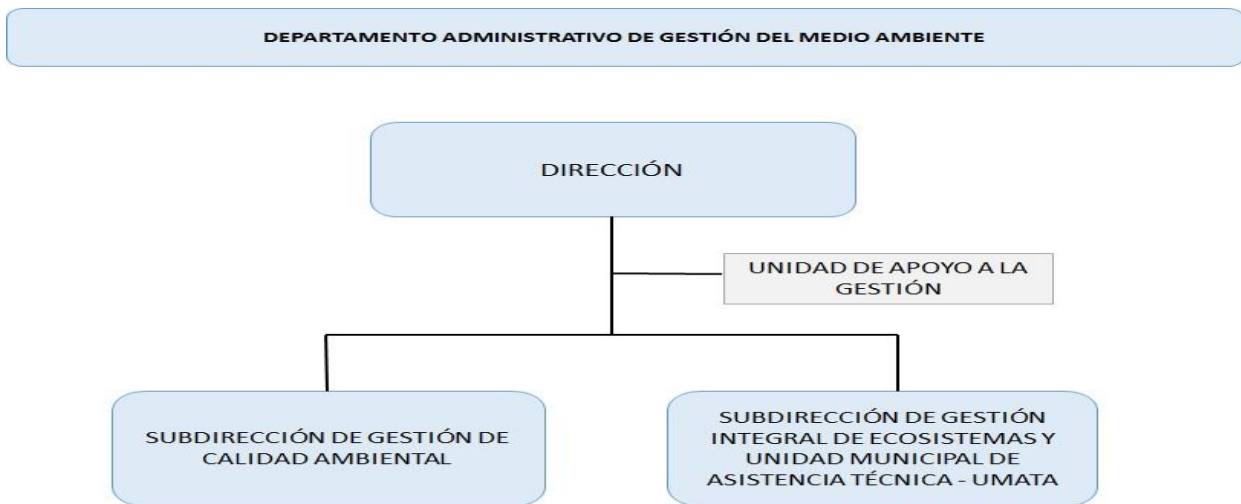 DEPARTAMENTO ADMINISTRATIVO DE GESTIÓN DEL MEDIO AMBIENTE
DIRECCIÓN
UNIDAD DE APOYO A LA
GESTIÓN
SUBDIRECCIÓN DE GESTIÓN DE
CALIDAD AMBIENTAL
SUBDIRECCIÓN DE GESTIÓN
INTEGRAL DE ECOSISTEMAS Y
UNIDAD MUNICIPAL DE
ASISTENCIA TÉCNICA - UMATA